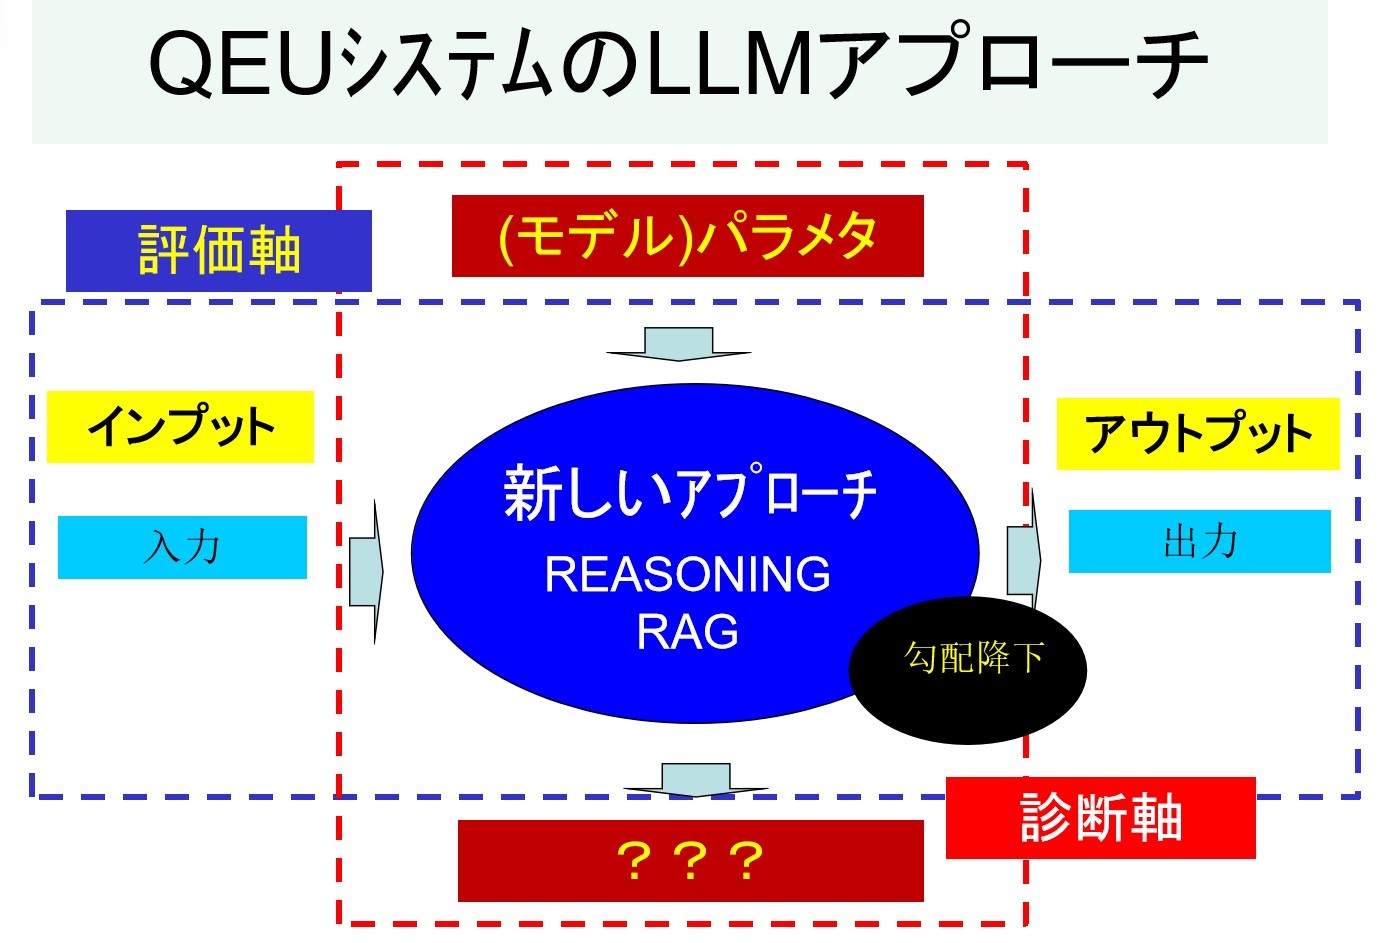 QEUシステムのLLMアプローチ
評価軸
(モデル)パラメタ
インプット
アウトプット
入力
出力
新しいアプローチ
REASONING
RAG
勾配降下
診断軸
？？？